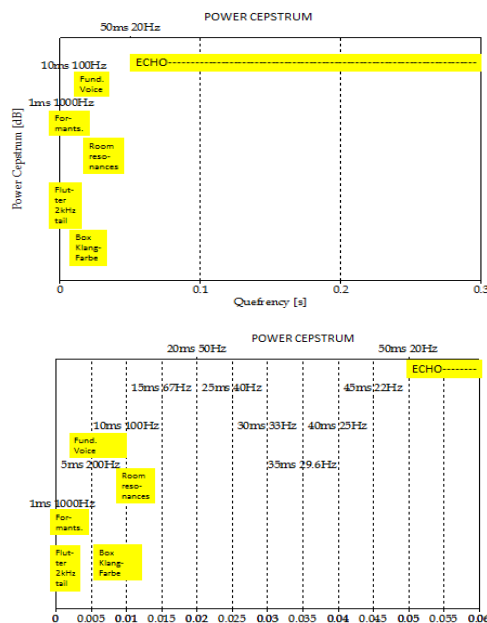 POWER CEPSTRUM
50ms 20Hz
ECHO--------------------------------------------------------------
10ms 100Hz
Fund.
Voice
1ms 1000Hz
For-
mants.
Room
reso-
nances
Power Cepstrum [dB]
Flut-
ter
2kHz
tail
Box
Klang-
Farbe
0 0.1 0.2 0.3
Quefrency [s]
POWER CEPSTRUM
20ms 50Hz 50ms 20Hz
ECHO--------
15ms 67Hz 25ms 40Hz 45ms 22Hz
10ms 100Hz 30ms 33Hz 40ms 25Hz
Fund.
Voice
5ms 200Hz 35ms 29.6Hz
Room
reso-
nances
1ms 1000Hz
For-
mants.
Flut-
ter
2kHz
tail
Box
Klang-
Farbe
0 0.005 0.01 0.015 0.02 0.025 0.03 0.035 0.04 0.045 0.05 0.055 0.06